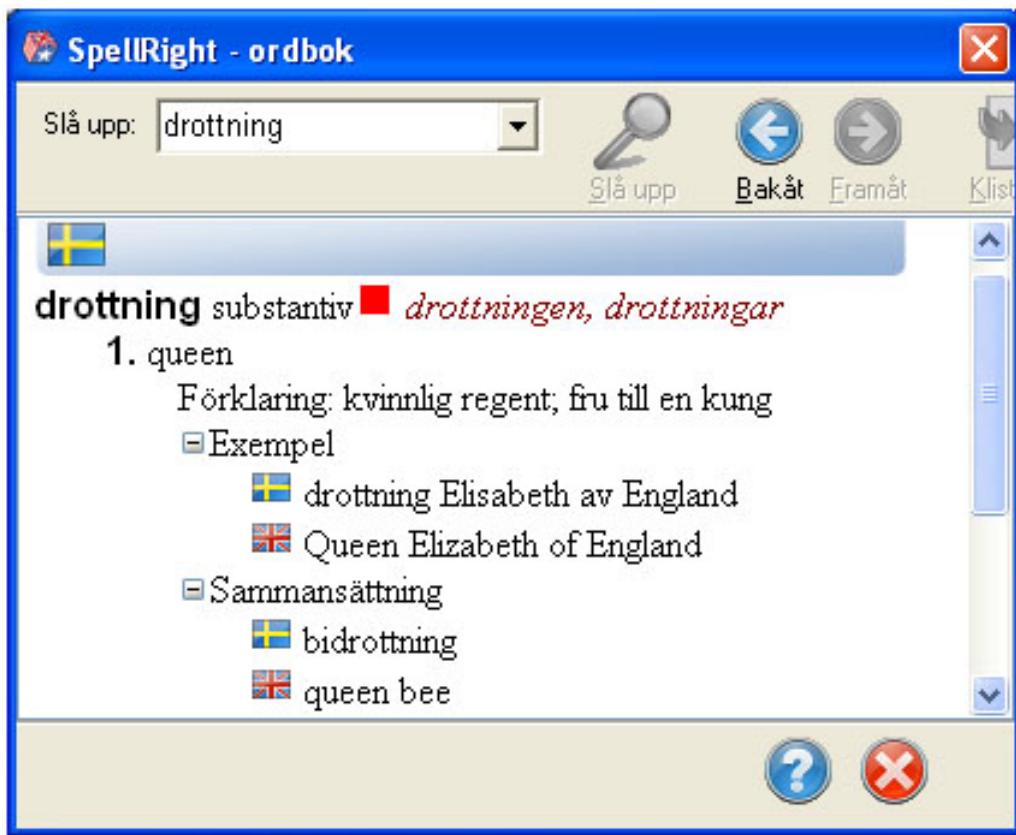 SpellRight - ordbok
Slå upp: drottning
Slå upp Bakåt Framåt Klist
drottning substantiv drottningen, drottningar
1. queen
Förklaring: kvinnlig regent; fru till en kung
Exempel
drottning Elisabeth av England
Queen Elizabeth of England
Sammansättning
bidrottning
queen bee